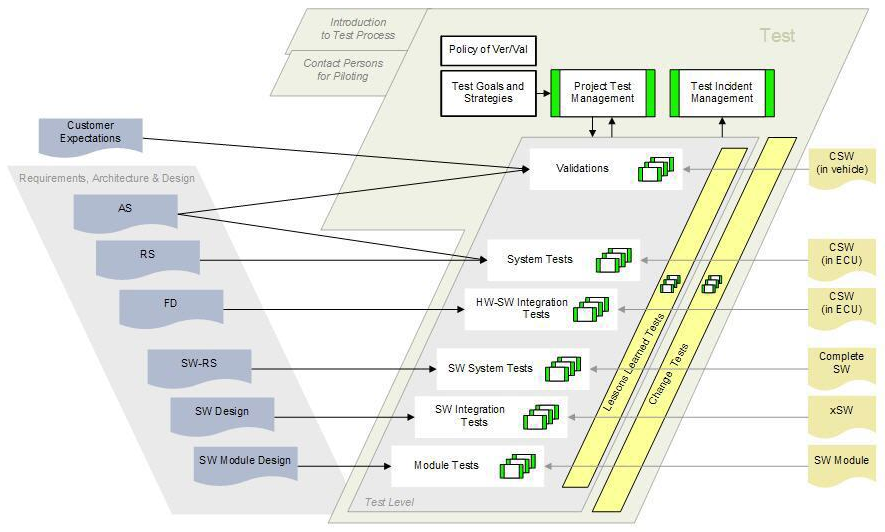 Introduction
to Test Process
Contact Persons
for Piloting
Test
Policy of Ver/Val
Test Goals and
Strategies
Project Test
Management
Test Incident
Management
Customer
Expectations
Requirements, Architecture & Design
AS
RS
FD
SW-RS
SW Design
SW Module Design
Validations
System Tests
HW-SW Integration
Tests
SW System Tests
SW Integration
Tests
Module Tests
Test Level
Lessons Learned Tests
Change Tests
CSW
(in vehicle)
CSW
(in ECU)
CSW
(in ECU)
Complete
SW
xSW
SW Module